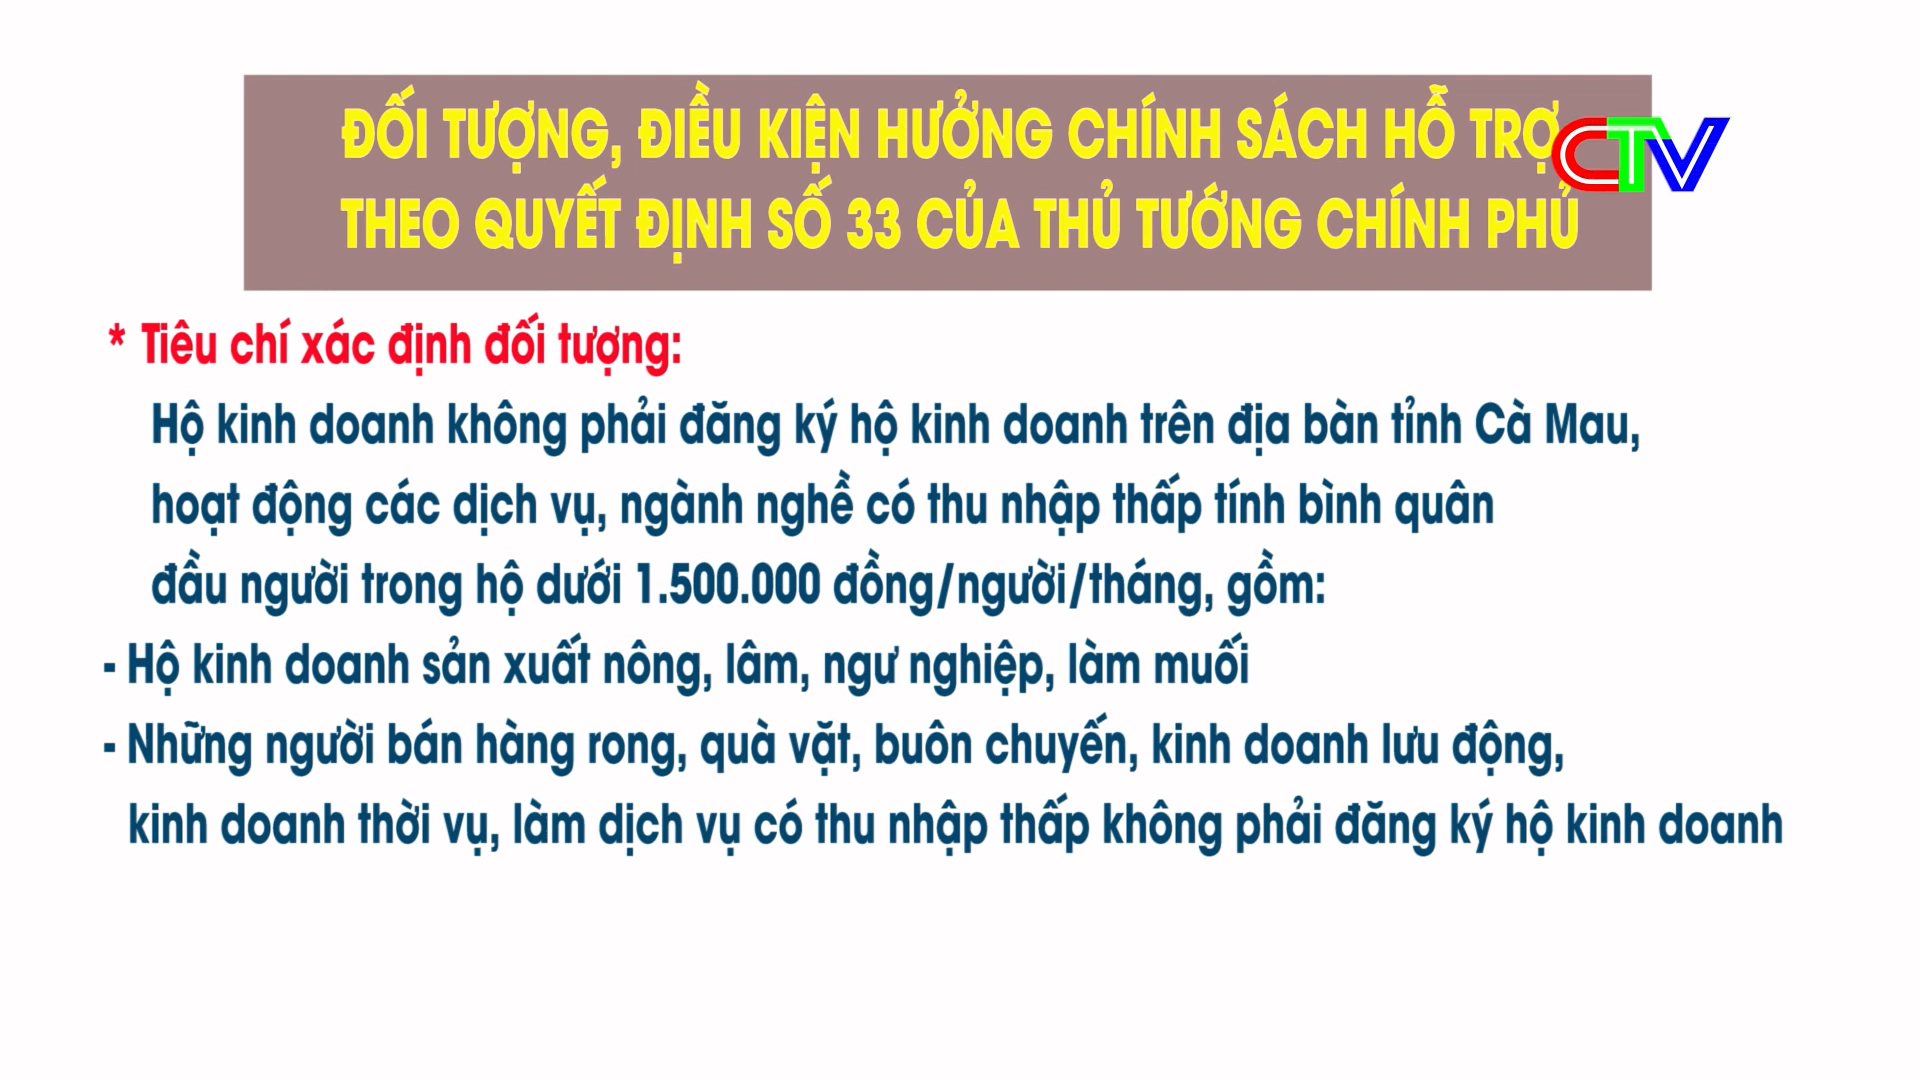 ĐỐI TƯỢNG, ĐIỀU KIỆN HƯỞNG CHÍNH SÁCH HỖ TRỢ
CTV
THEO QUYẾT ĐỊNH SỐ 33 CỦA THỦ TƯỚNG CHÍNH PHỦ
* Tiêu chí xác định đối tượng:
Hộ kinh doanh không phải đăng ký hộ kinh doanh trên địa bàn tỉnh Cà Mau,
hoạt động các dịch vụ, ngành nghề có thu nhập thấp tính bình quân
đầu người trong hộ dưới 1.500.000 đồng/người/tháng, gồm:
- Hộ kinh doanh sản xuất nông, lâm, ngư nghiệp, làm muối
- Những người bán hàng rong, quà vặt, buôn chuyến, kinh doanh lưu động,
kinh doanh thời vụ, làm dịch vụ có thu nhập thấp không phải đăng ký hộ kinh doanh